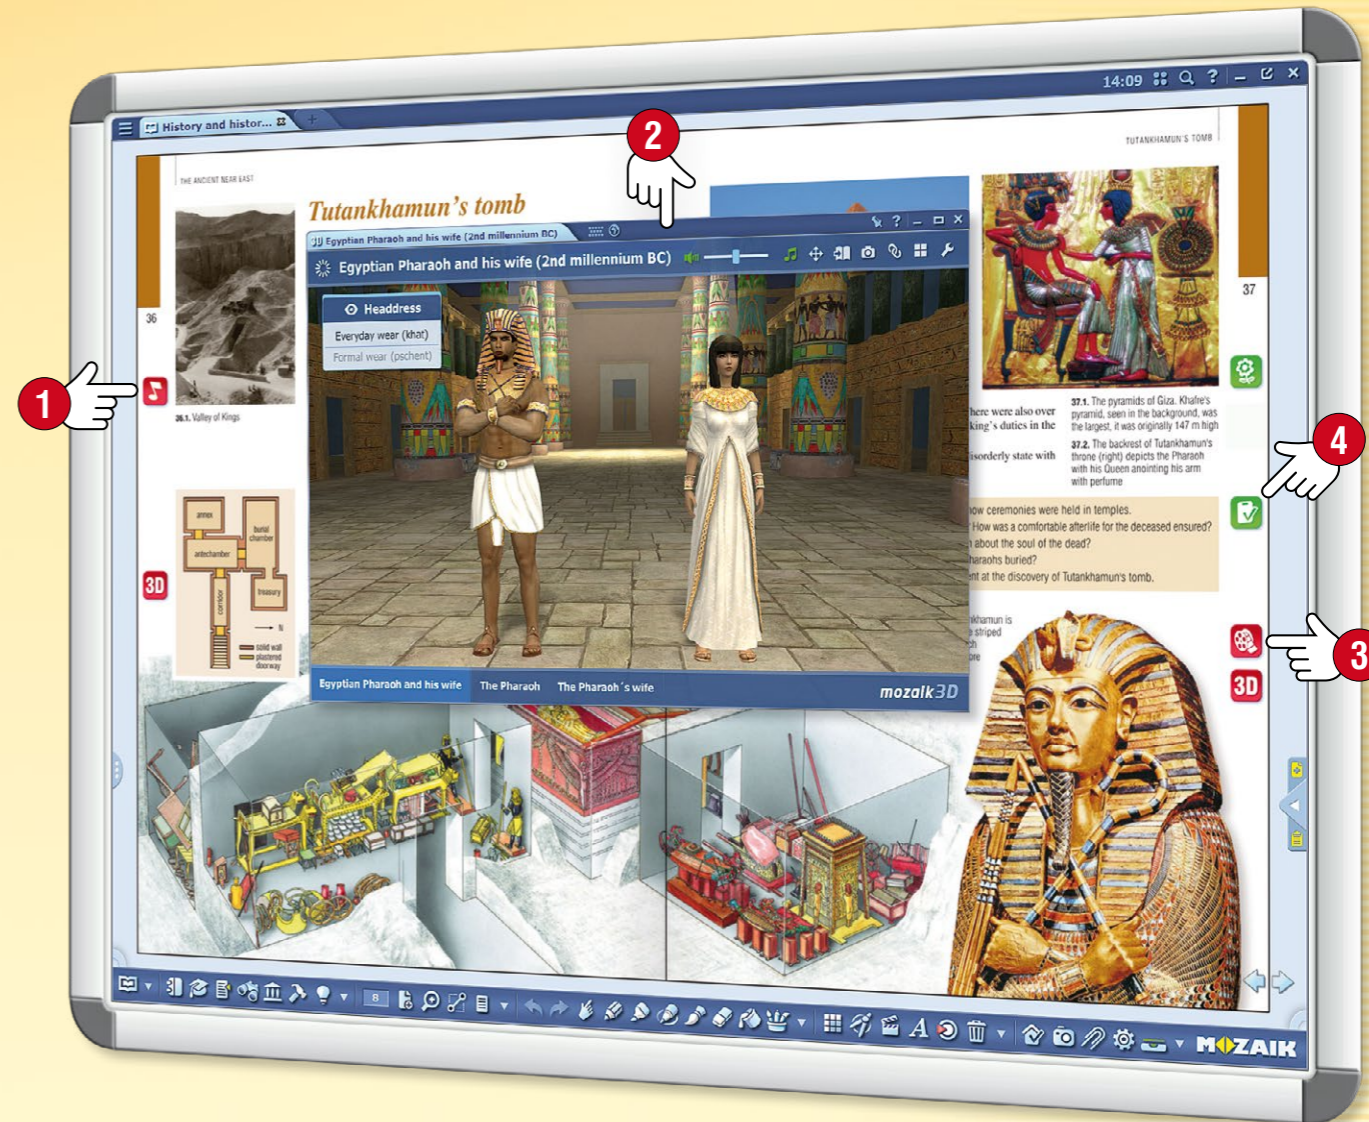 14:09
History and histor...
2
THE ANCIENT NEAR EAST
TUTANKHAMUN'S TOMB
Tutankhamun's tomb
Egyptian Pharaoh and his wife (2nd millennium BC)
Egyptian Pharaoh and his wife (2nd millennium BC)
Headdress
Everyday wear (khat)
Formal wear (pschent)
36
37
1
36.1. Valley of Kings
here were also over
king's duties in the
isorderly state with
37.1. The pyramids of Giza. Khafre's
pyramid, seen in the background, was
the largest, it was originally 147 m high
37.2. The backrest of Tutankhamun's
throne (right) depicts the Pharaoh
with his Queen anointing his arm
with perfume
4
ow ceremonies were held in temples.
How was a comfortable afterlife for the deceased ensured?
about the soul of the dead?
haraohs buried?
ent at the discovery of Tutankhamun's tomb.
annex
burial
chamber
antechamber
corridor
treasury
N
solid wall
plastered
doorway
3D
nkhamun is
striped
3
3D
Egyptian Pharaoh and his wife
The Pharaoh
The Pharaoh's wife
mozaik3D
8
A
MOZAIK